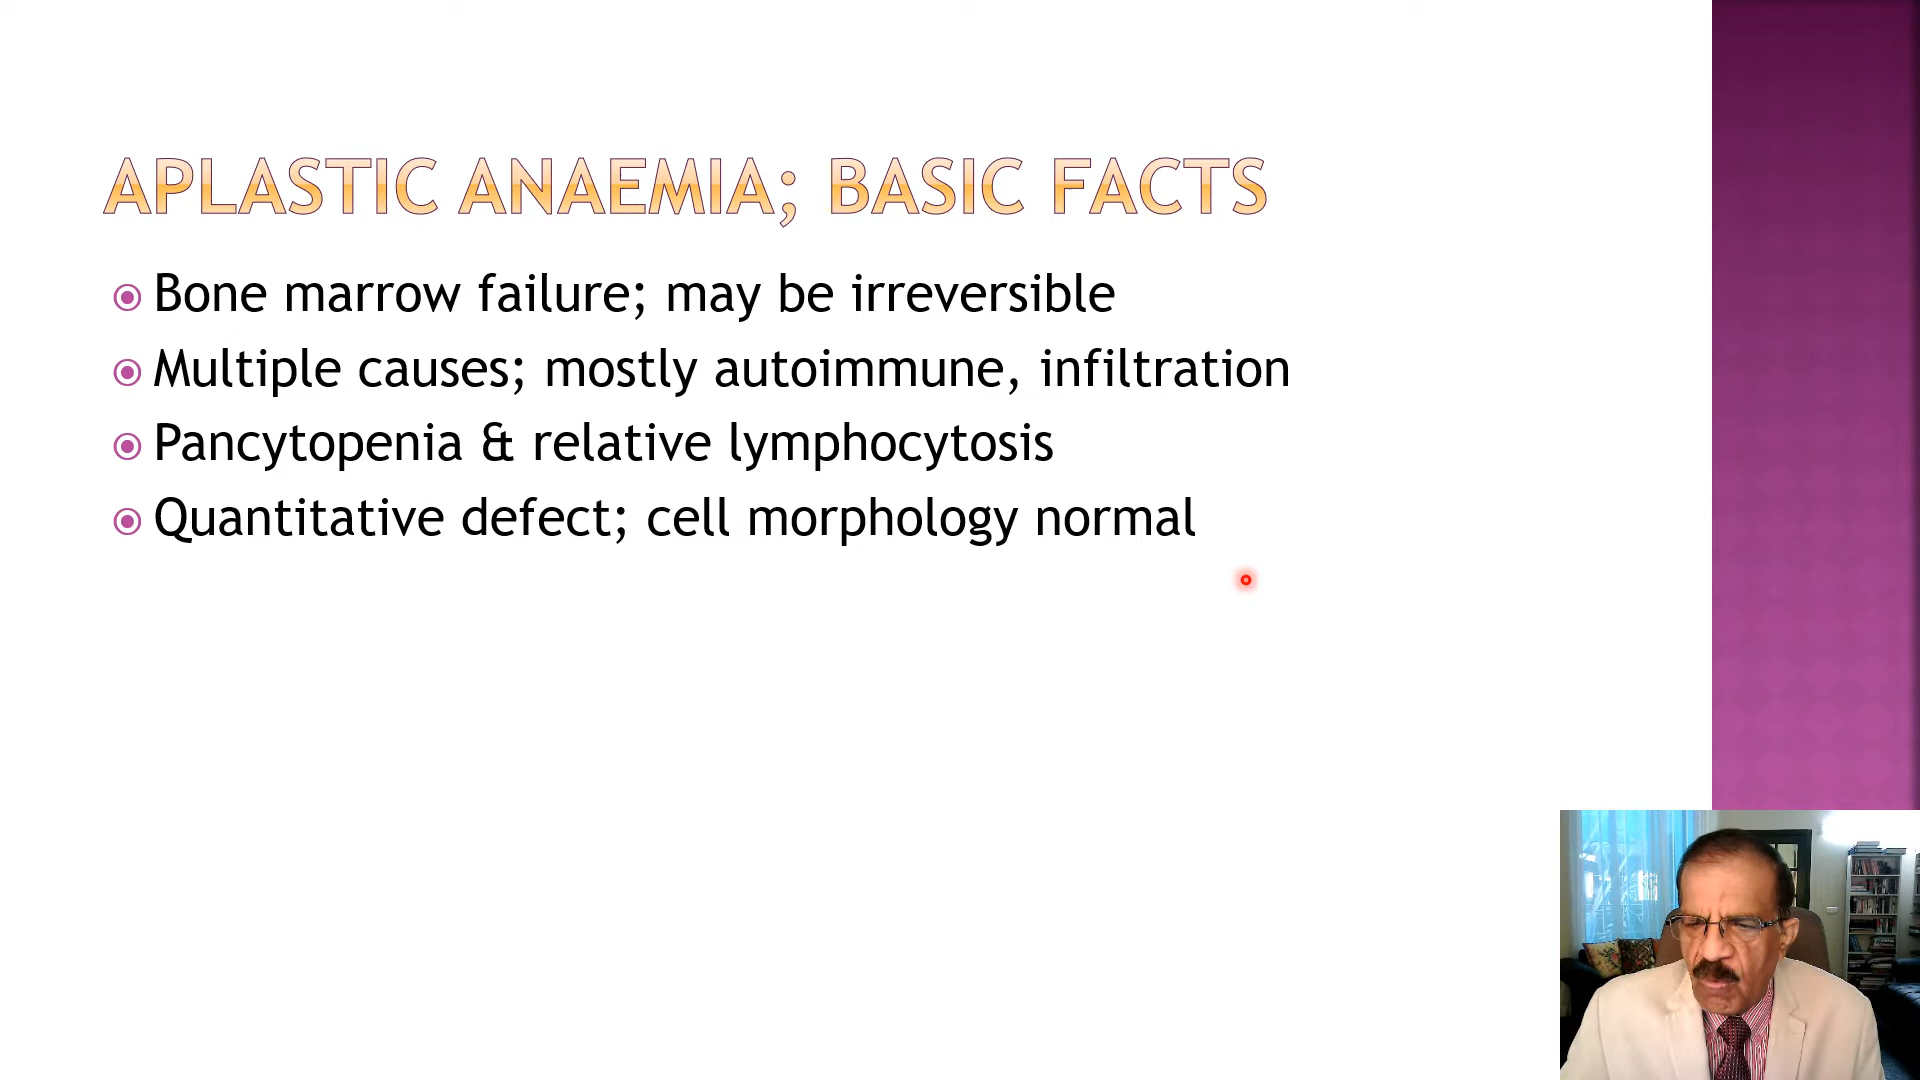 APLASTIC ANAEMIA; BASIC FACTS
Bone marrow failure; may be irreversible
Multiple causes; mostly autoimmune, infiltration
Pancytopenia & relative lymphocytosis
Quantitative defect; cell morphology normal